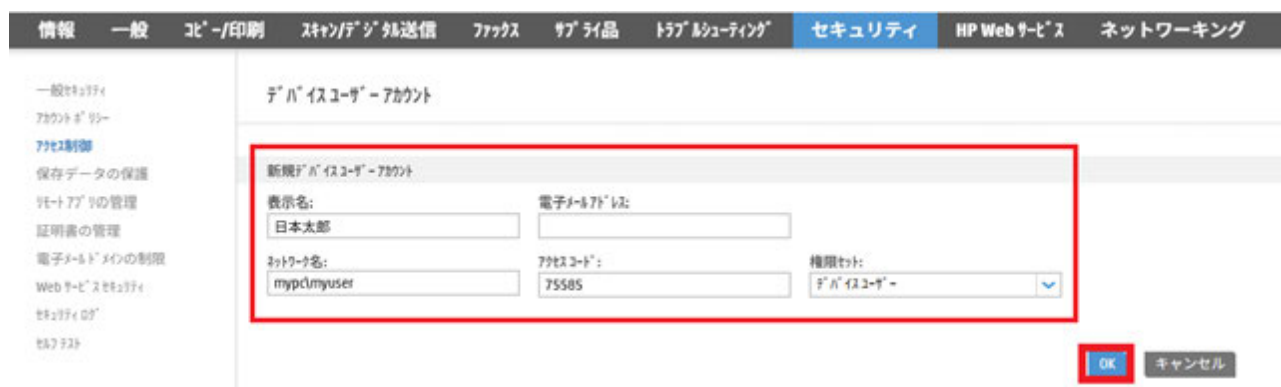 情報 一般 ｺﾋﾟｰ/印刷 ｽｷｬﾝ/ﾃﾞｼﾞﾀﾙ送信 ﾌｧｯｸｽ ｻﾌﾟﾗｲ品 ﾄﾗﾌﾞﾙｼｭｰﾃｨﾝｸﾞ セキュリティ HP Web ｻｰﾋﾞｽ ネットワーキング
一般ｾｷｭﾘﾃｨ
ﾃﾞﾊﾞｲｽ ﾕｰｻﾞｰ ｱｶｳﾝﾄ
ｱｶｳﾝﾄ ﾎﾟﾘｼｰ
ｱｸｾｽ制御
保存データの保護
新規ﾃﾞﾊﾞｲｽ ﾕｰｻﾞｰ ｱｶｳﾝﾄ
ﾘﾓｰﾄ ｱﾌﾟﾘの管理
表示名: 電子ﾒｰﾙ ｱﾄﾞﾚｽ:
証明書の管理
日本太郎
電子ﾒｰﾙ ﾄﾞﾒｲﾝの制限
ﾈｯﾄﾜｰｸ名: ｱｸｾｽ ｺｰﾄﾞ: 権限ｾｯﾄ:
Web ｻｰﾋﾞｽ ｾｷｭﾘﾃｨ
mypc\myuser 75585 ﾃﾞﾊﾞｲｽ ﾕｰｻﾞｰ
ｾｷｭﾘﾃｨ ﾛｸﾞ
ｾﾙﾌ ﾃｽﾄ
OK キャンセル